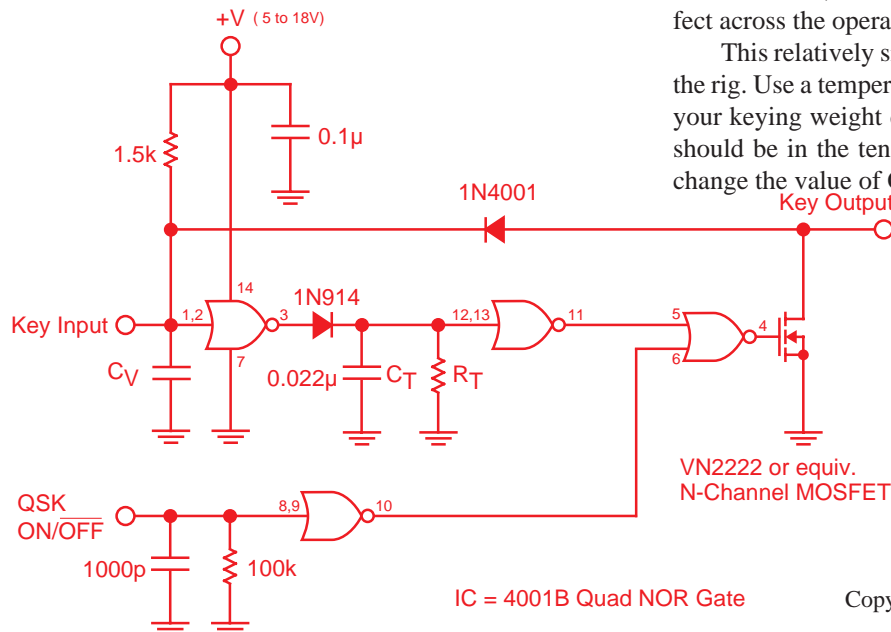 fect across the opera
This relatively s
the rig. Use a temper
your keying weight
should be in the ten
change the value of
+V ( 5 to 18V)
0.1µ
1.5k
1N4001
Key Output
14
1N914
Key Input
1,2
3
12,13
11
5
4
6
7
CV
0.022µ
CT
RT
VN2222 or equiv.
N-Channel MOSFET
QSK
ON/OFF
8,9
10
1000p
100k
IC = 4001B Quad NOR Gate
Copy